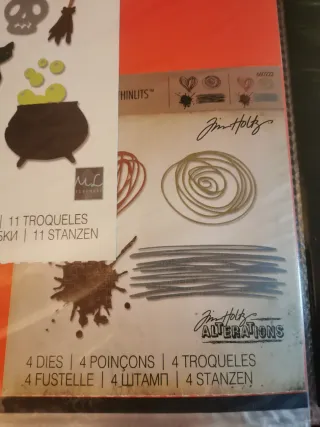 THINLITS™
Tim Holtz
| 11 TROQUELES
| 11 STANZEN
Tim Holtz
ALTERATIONS
4 DIES | 4 POINÇONS | 4 TROQUELES
4 FUSTELLE | 4 ШТАМП | 4 STANZEN